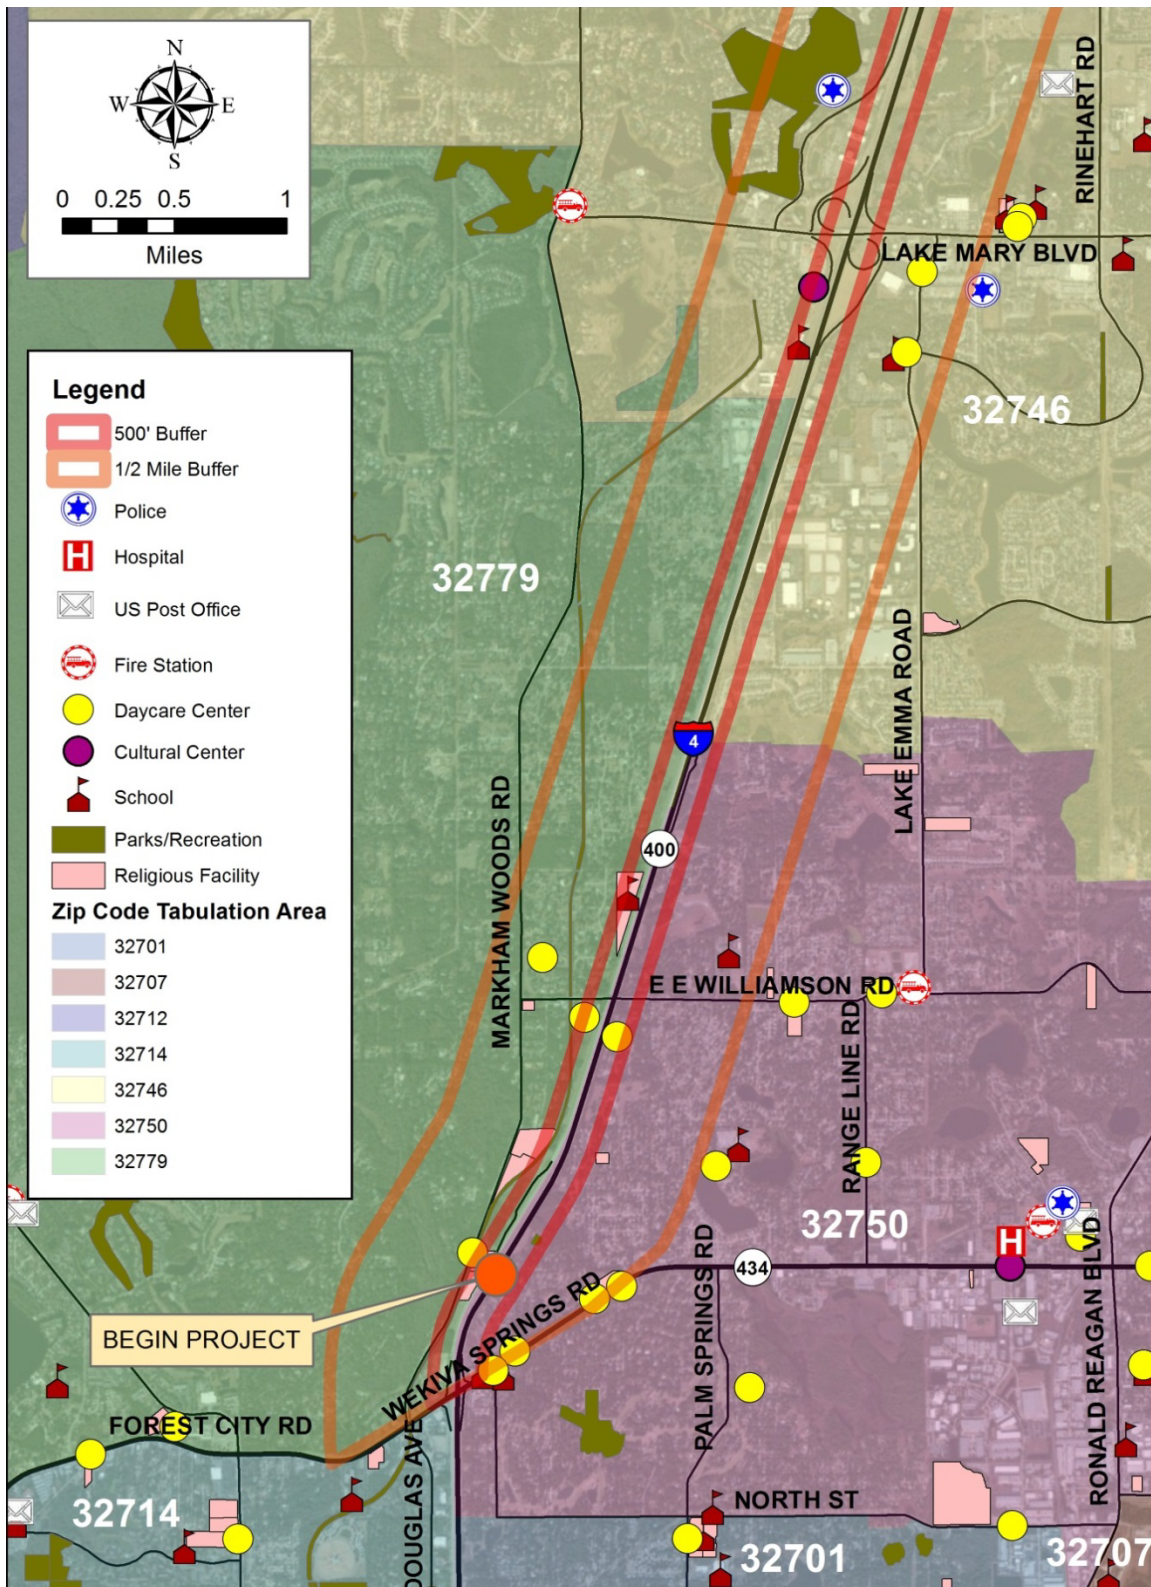 N
W E
S
0 0.25 0.5 1
Miles
Legend
500' Buffer
1/2 Mile Buffer
Police
H
Hospital
US Post Office
Fire Station
Daycare Center
Cultural Center
School
Parks/Recreation
Religious Facility
Zip Code Tabulation Area
32701
32707
32712
32714
32746
32750
32779
RINEHART RD
LAKE MARY BLVD
32746
32779
LAKE EMMA ROAD
4
MARKHAM WOODS RD
400
E E WILLIAMSON RD
RANGE LINE RD
32750
H
434
PALM SPRINGS RD
RONALD REAGAN BLVD
BEGIN PROJECT
WEKIVA SPRINGS RD
FOREST CITY RD
DOUGLAS AVE
32714
NORTH ST
32701
32707